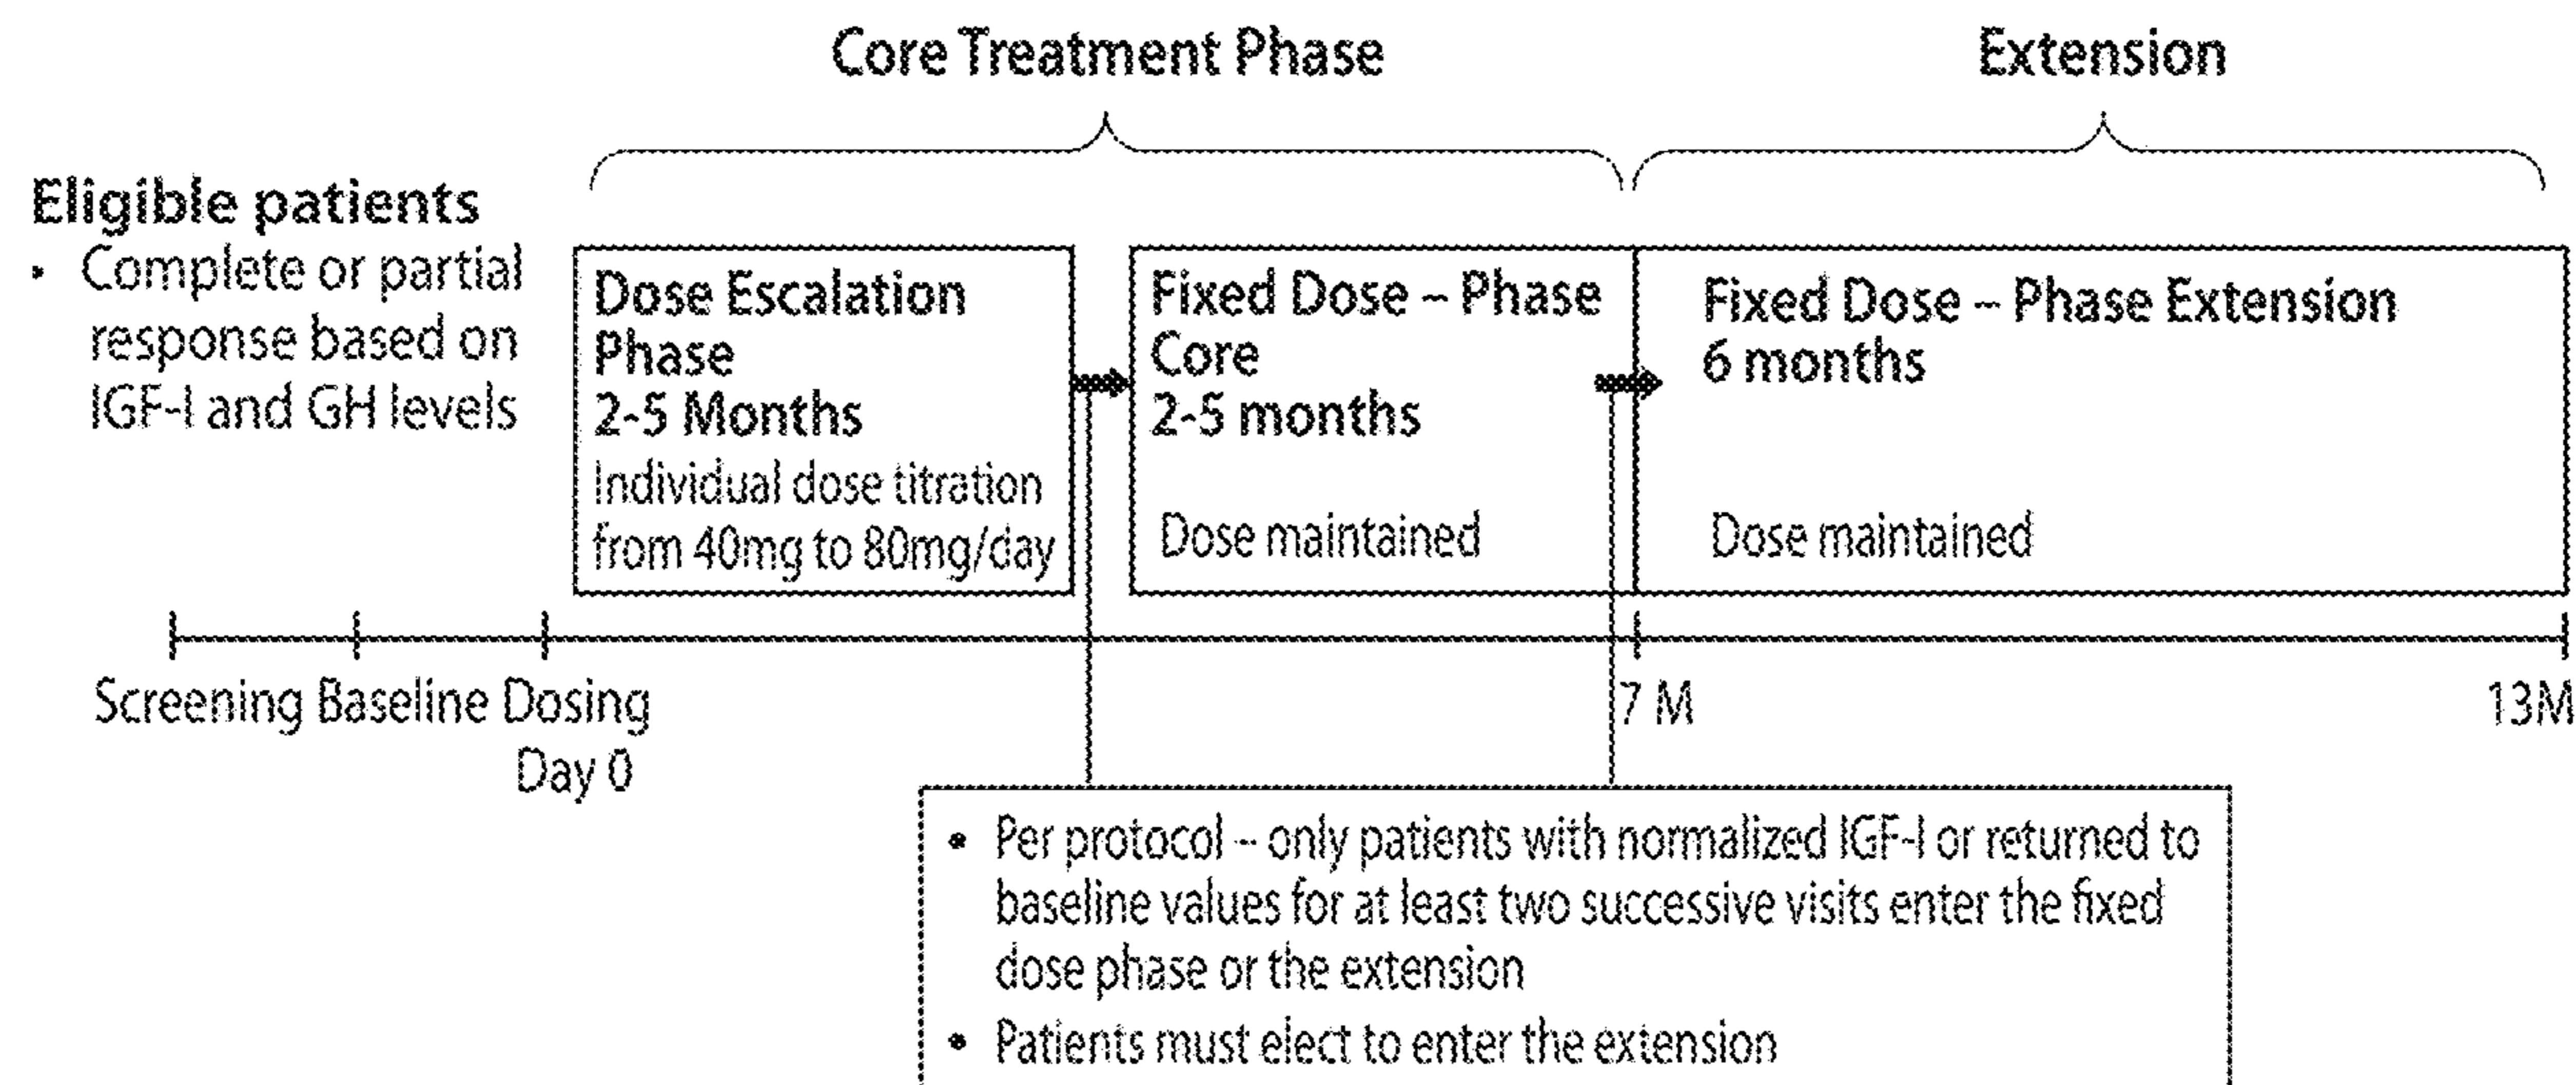 Core Treatment Phase
Extension
Eligible patients
• Complete or partial
response based on
IGF-I and GH levels
Dose Escalation
Phase
2-5 Months
Individual dose titration
from 40mg to 80mg/day
Fixed Dose – Phase
Core
2-5 months
Dose maintained
Fixed Dose – Phase Extension
6 months
Dose maintained
Screening Baseline Dosing
Day 0
7 M
13M
• Per protocol – only patients with normalized IGF-I or returned to
baseline values for at least two successive visits enter the fixed
dose phase or the extension
• Patients must elect to enter the extension